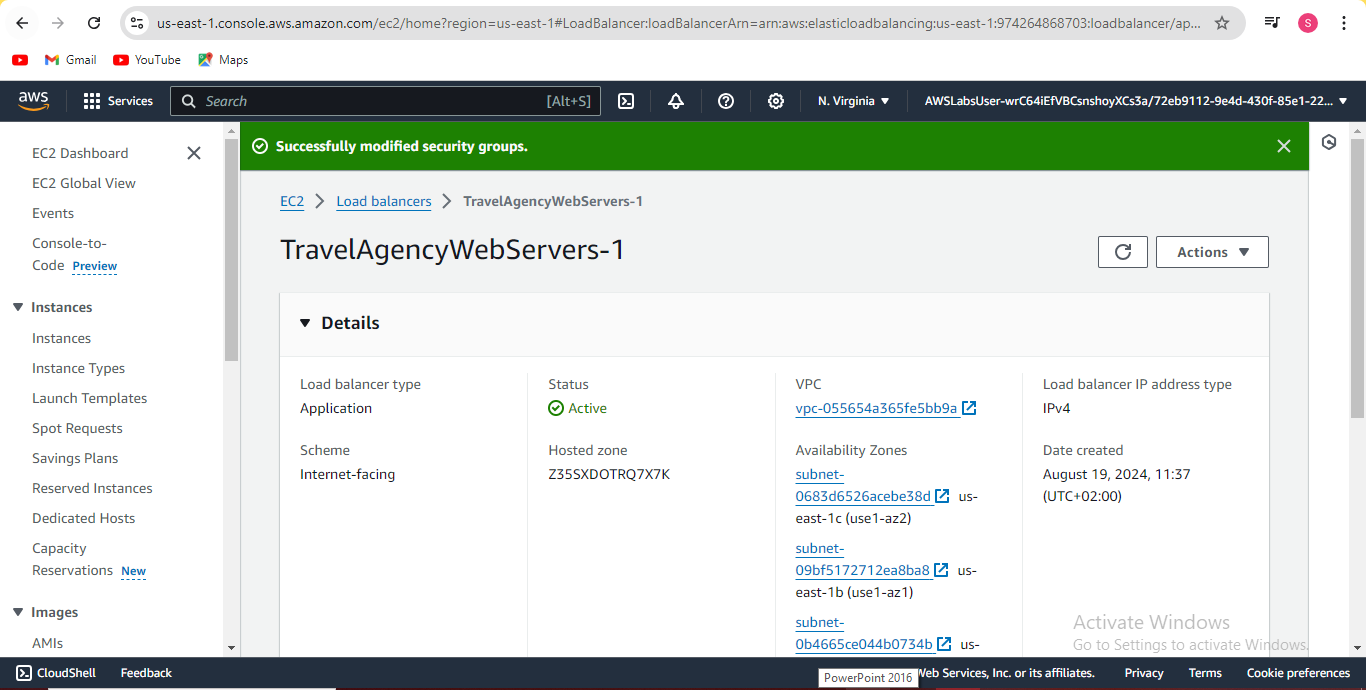 us-east-1.console.aws.amazon.com/ec2/home?region=us-east-1#LoadBalancer:loadBalancerArn=arn:aws:elasticloadbalancing:us-east-1:974264868703:loadbalancer/ap...
S
Gmail
YouTube
Maps
aws
Services
Search
[Alt+S]
N. Virginia
AWSLabsUser-wrC64iEfVBCsnshoyXCs3a/72eb9112-9e4d-430f-85e1-22...
EC2 Dashboard
EC2 Global View
Events
Console-to-
Code Preview
Instances
Instances
Instance Types
Launch Templates
Spot Requests
Savings Plans
Reserved Instances
Dedicated Hosts
Capacity
Reservations New
Images
AMIs
Successfully modified security groups.
EC2
Load balancers
TravelAgencyWebServers-1
TravelAgencyWebServers-1
Actions
Details
Load balancer type
Application
Scheme
Internet-facing
Status
Active
Hosted zone
Z35SXDOTRQ7X7K
VPC
vpc-055654a365fe5bb9a
Availability Zones
subnet-
0683d6526acebe38d us-
east-1c (use1-az2)
subnet-
09bf5172712ea8ba8 us-
east-1b (use1-az1)
subnet-
0b4665ce044b0734b us-
Load balancer IP address type
IPv4
Date created
August 19, 2024, 11:37
(UTC+02:00)
Activate Windows
Go to Settings to activate Windows.
CloudShell
Feedback
PowerPoint 2016
Web Services, Inc. or its affiliates.
Privacy
Terms
Cookie preferences